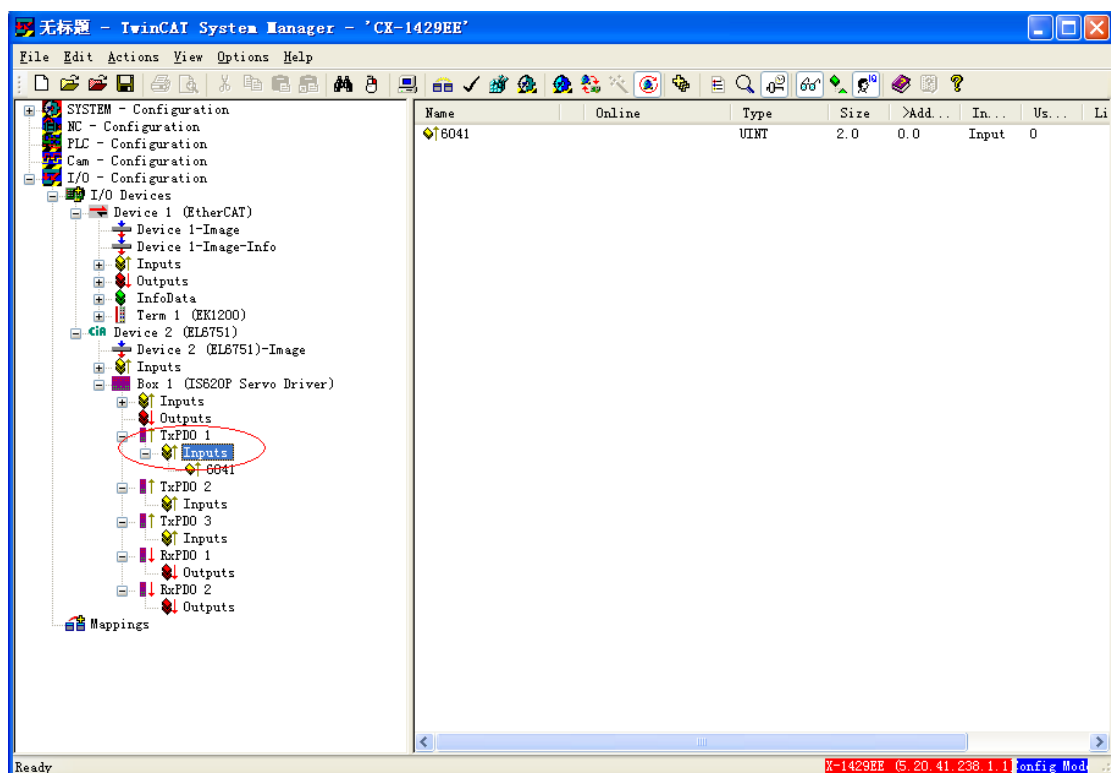 无标题 - TwinCAT System Manager - 'CX-1429EE'
File Edit Actions View Options Help
SYSTEM - Configuration
NC - Configuration
PLC - Configuration
Cam - Configuration
I/O - Configuration
I/O Devices
Device 1 (EtherCAT)
Device 1-Image
Device 1-Image-Info
Inputs
Outputs
InfoData
Term 1 (EK1200)
CiA Device 2 (EL6751)
Device 2 (EL6751)-Image
Inputs
Box 1 (IS620P Servo Driver)
Inputs
Outputs
TxPDO 1
Inputs
6041
TxPDO 2
Inputs
TxPDO 3
Inputs
RxPDO 1
Outputs
RxPDO 2
Outputs
Mappings
Name Online Type Size >Add... In... Us... Li
6041 UINT 2.0 0.0 Input 0
Ready
X-1429EE (5.20.41.238.1.1 onfig Mod